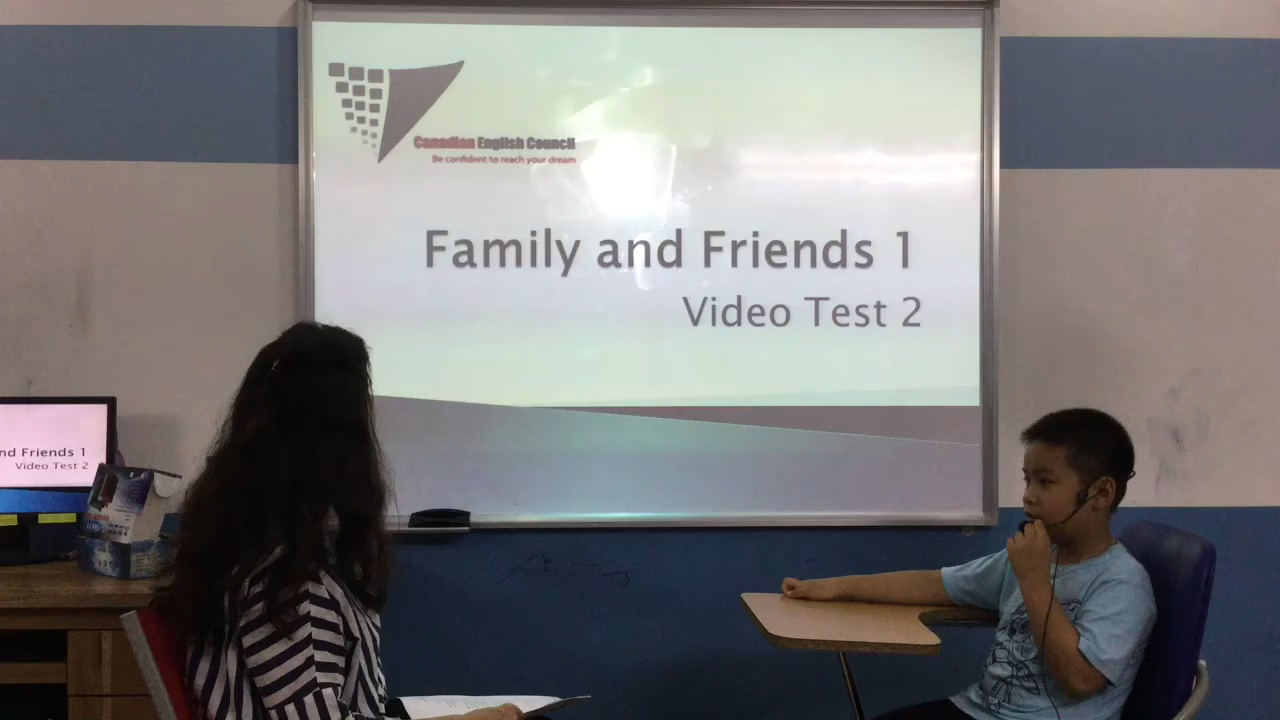 Canadian English Council
Be confident to reach your dream
Family and Friends 1
Video Test 2
nd Friends 1
Video Test 2